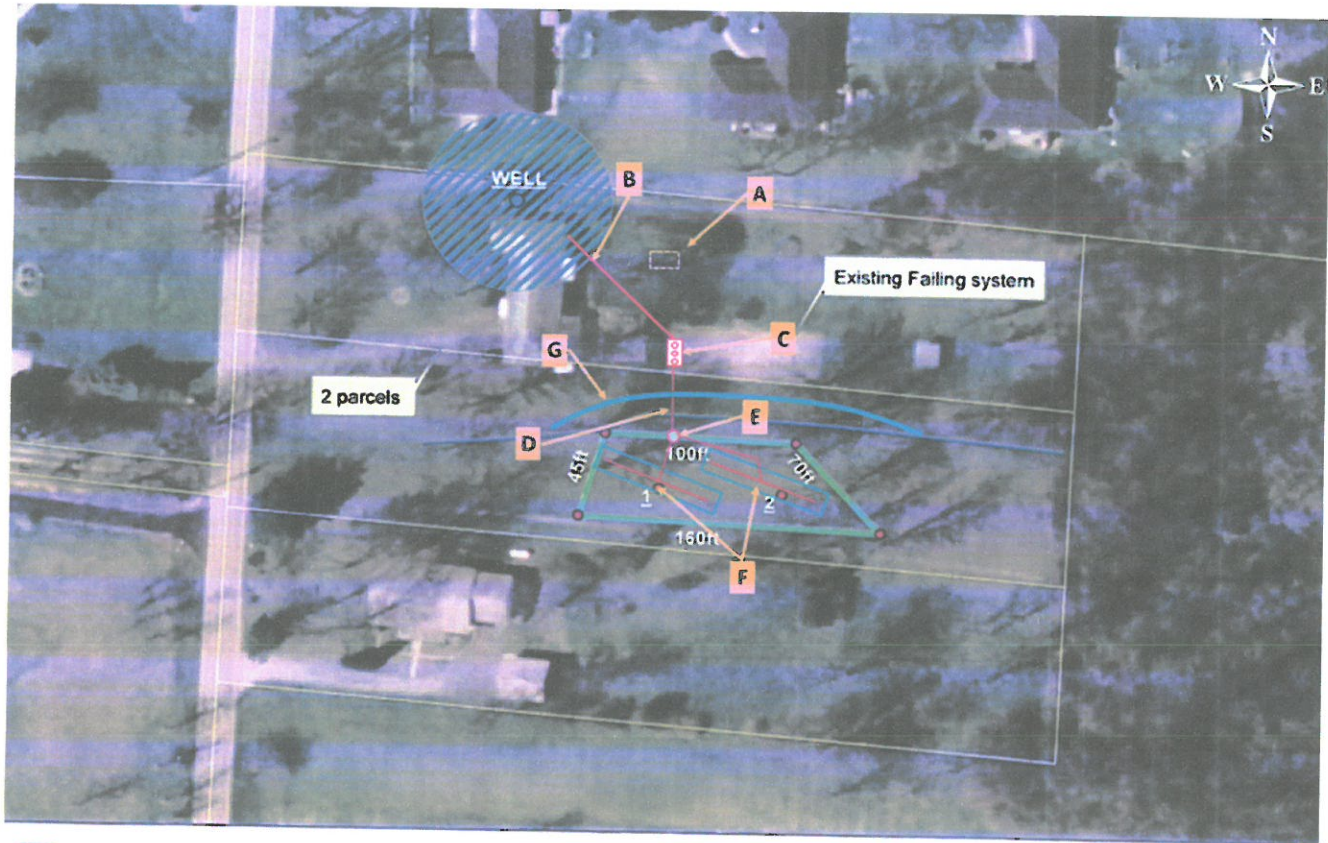 N
W E
S
WELL
B
A
Existing Failing system
C
G
2 parcels
E
D
100ft
45ft
70ft
1
2
160ft
F